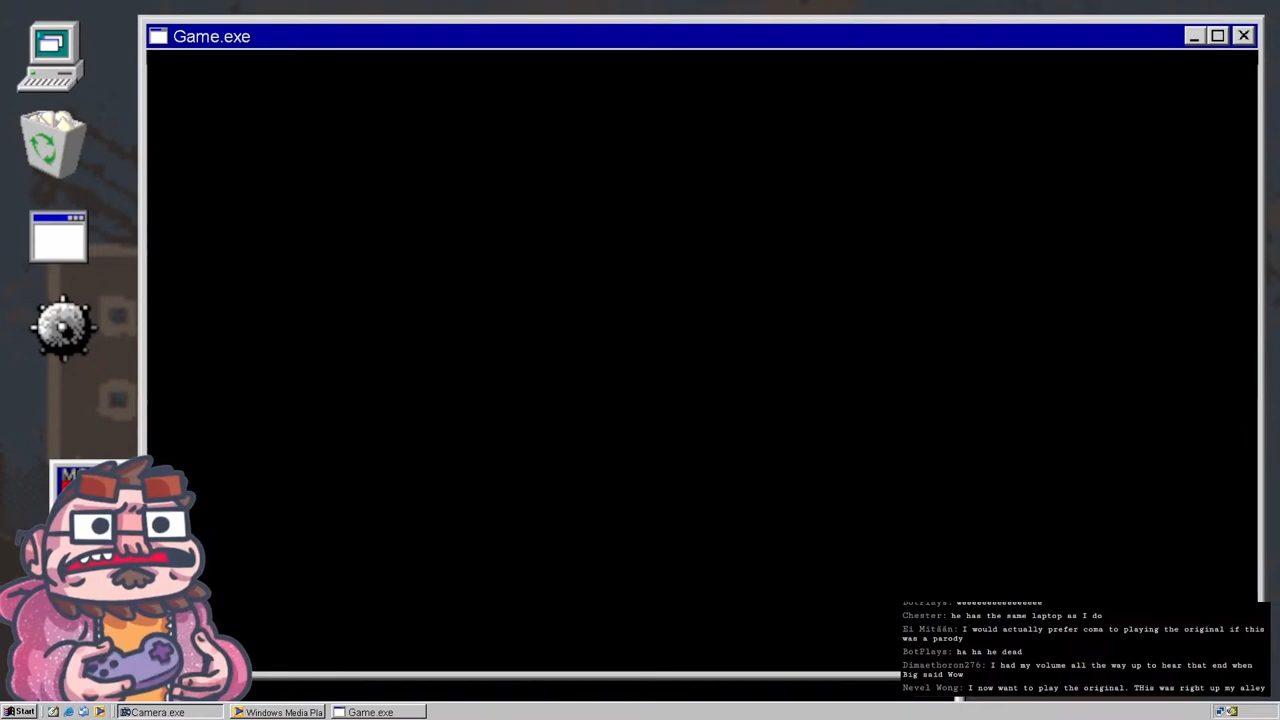 Game.exe
BotPlays: weeeeeeeeeeeeeeee
Chester: he has the same laptop as I do
Ei Mitään: I would actually prefer coma to playing the original if this
was a parody
BotPlays: ha ha he dead
Dimaethoron276: I had my volume all the way up to hear that end when
Big said Wow
Nevel Wong: I now want to play the original. THis was right up my alley
Start
Camera.exe
Windows Media Pla
Game.exe